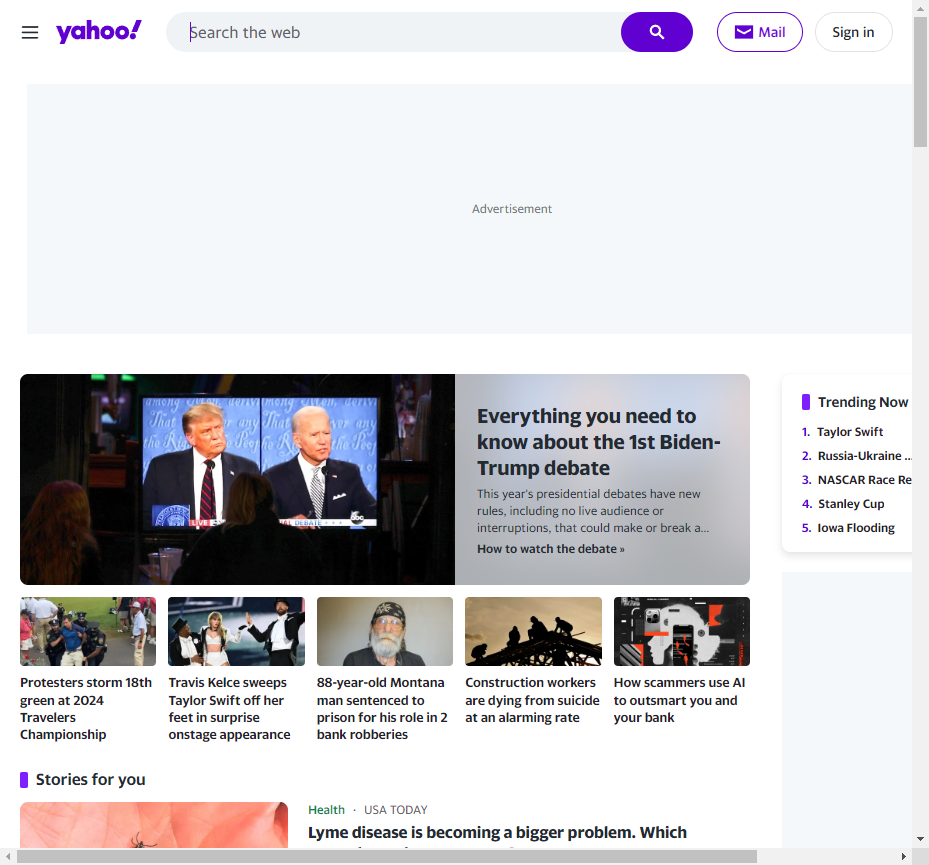 yahoo!
Search the web
Mail
Sign in
Advertisement
Everything you need to
know about the 1st Biden-
Trump debate
This year's presidential debates have new
rules, including no live audience or
interruptions, that could make or break a...
How to watch the debate »
Trending Now
1. Taylor Swift
2. Russia-Ukraine ...
3. NASCAR Race Re
4. Stanley Cup
5. Iowa Flooding
Protesters storm 18th
green at 2024
Travelers
Championship
Travis Kelce sweeps
Taylor Swift off her
feet in surprise
onstage appearance
88-year-old Montana
man sentenced to
prison for his role in 2
bank robberies
Construction workers
are dying from suicide
at an alarming rate
How scammers use AI
to outsmart you and
your bank
Stories for you
Health · USA TODAY
Lyme disease is becoming a bigger problem. Which